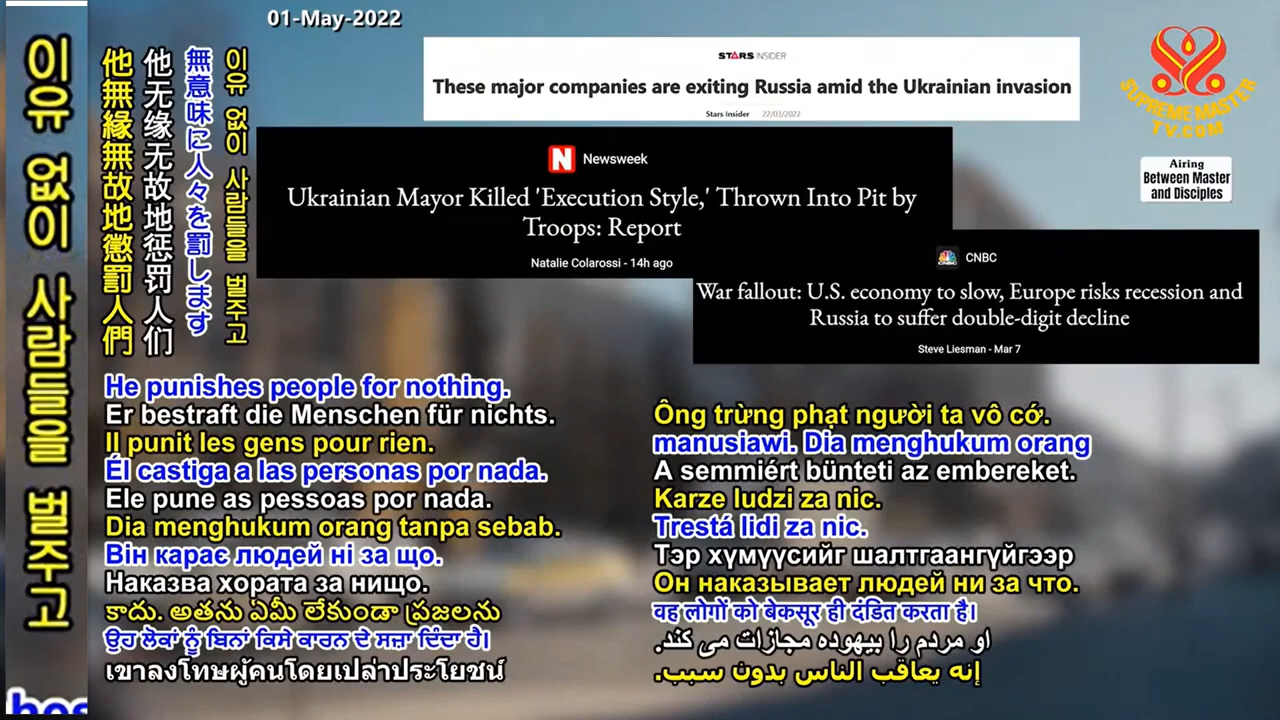 01-May-2022
이유 없이 사람들을 벌주고
他無緣無故地懲罰人們
他无缘无故地惩罚人们
無意味に人々を罰します
이유 없이 사람들을 벌주고
STARS INSIDER
These major companies are exiting Russia amid the Ukrainian invasion
Stars Insider 22/03/2022
N Newsweek
Ukrainian Mayor Killed 'Execution Style,' Thrown Into Pit by
Troops: Report
Natalie Colarossi - 14h ago
CNBC
War fallout: U.S. economy to slow, Europe risks recession and
Russia to suffer double-digit decline
Steve Liesman - Mar 7
SUPREME MASTER
TV.COM
Airing
Between Master
and Disciples
He punishes people for nothing.
Er bestraft die Menschen für nichts.
Il punit les gens pour rien.
Él castiga a las personas por nada.
Ele pune as pessoas por nada.
Dia menghukum orang tanpa sebab.
Він карає людей ні за що.
Наказва хората за нищо.
కాదు. అతను ఏమీ లేకుండా ప్రజలను
ਉਹ ਲੋਕਾਂ ਨੂੰ ਬਿਨਾਂ ਕਿਸੇ ਕਾਰਨ ਦੇ ਸਜ਼ਾ ਦਿੰਦਾ ਹੈ।
เขาลงโทษผู้คนโดยเปล่าประโยชน์
Ông trừng phạt người ta vô cớ.
manusiawi. Dia menghukum orang
A semmiért bünteti az embereket.
Karze ludzi za nic.
Trestá lidi za nic.
Тэр хүмүүсийг шалтгаангүйгээр
Он наказывает людей ни за что.
वह लोगों को बेकसूर ही दंडित करता है।
او مردم را بیهوده مجازات می کند.
إنه يعاقب الناس بدون سبب.